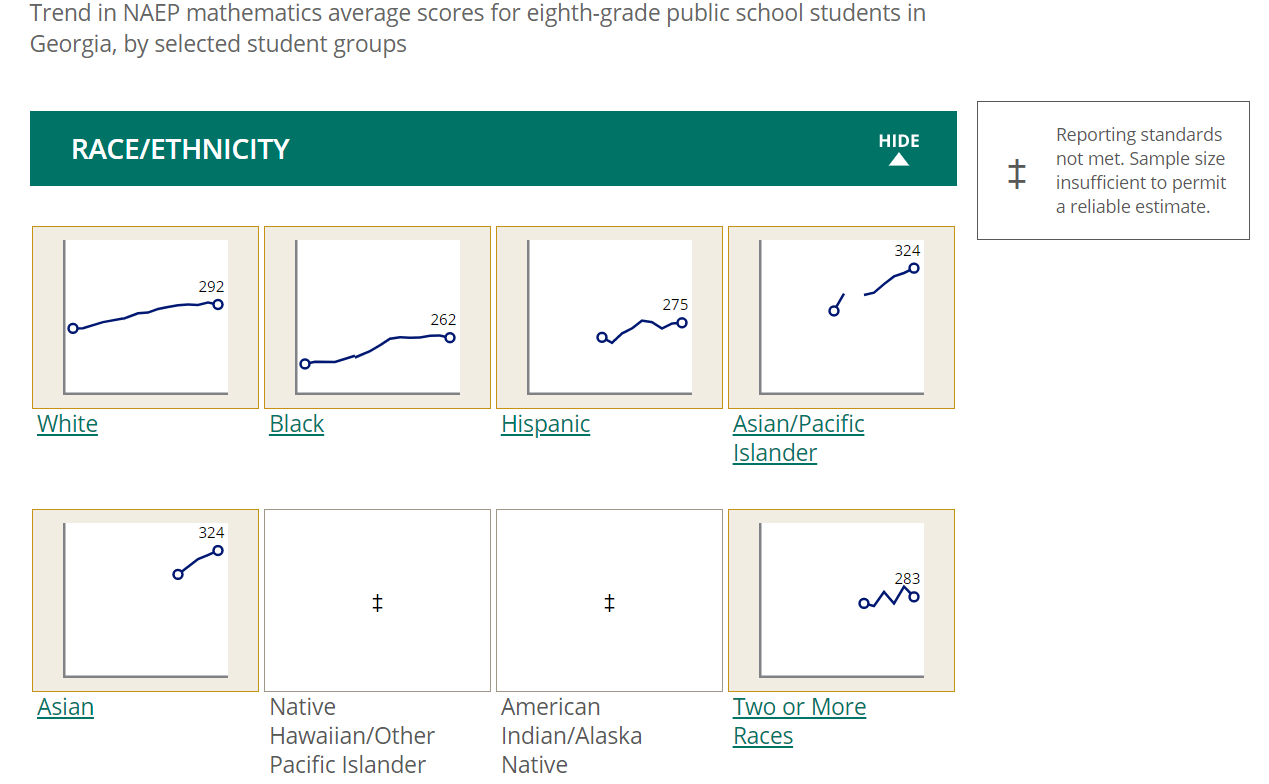 Trend in NAEP mathematics average scores for eighth-grade public school students in
Georgia, by selected student groups
RACE/ETHNICITY
HIDE
‡
Reporting standards
not met. Sample size
insufficient to permit
a reliable estimate.
292
White
262
Black
275
Hispanic
324
Asian/Pacific
Islander
324
Asian
‡
Native
Hawaiian/Other
Pacific Islander
‡
American
Indian/Alaska
Native
283
Two or More
Races